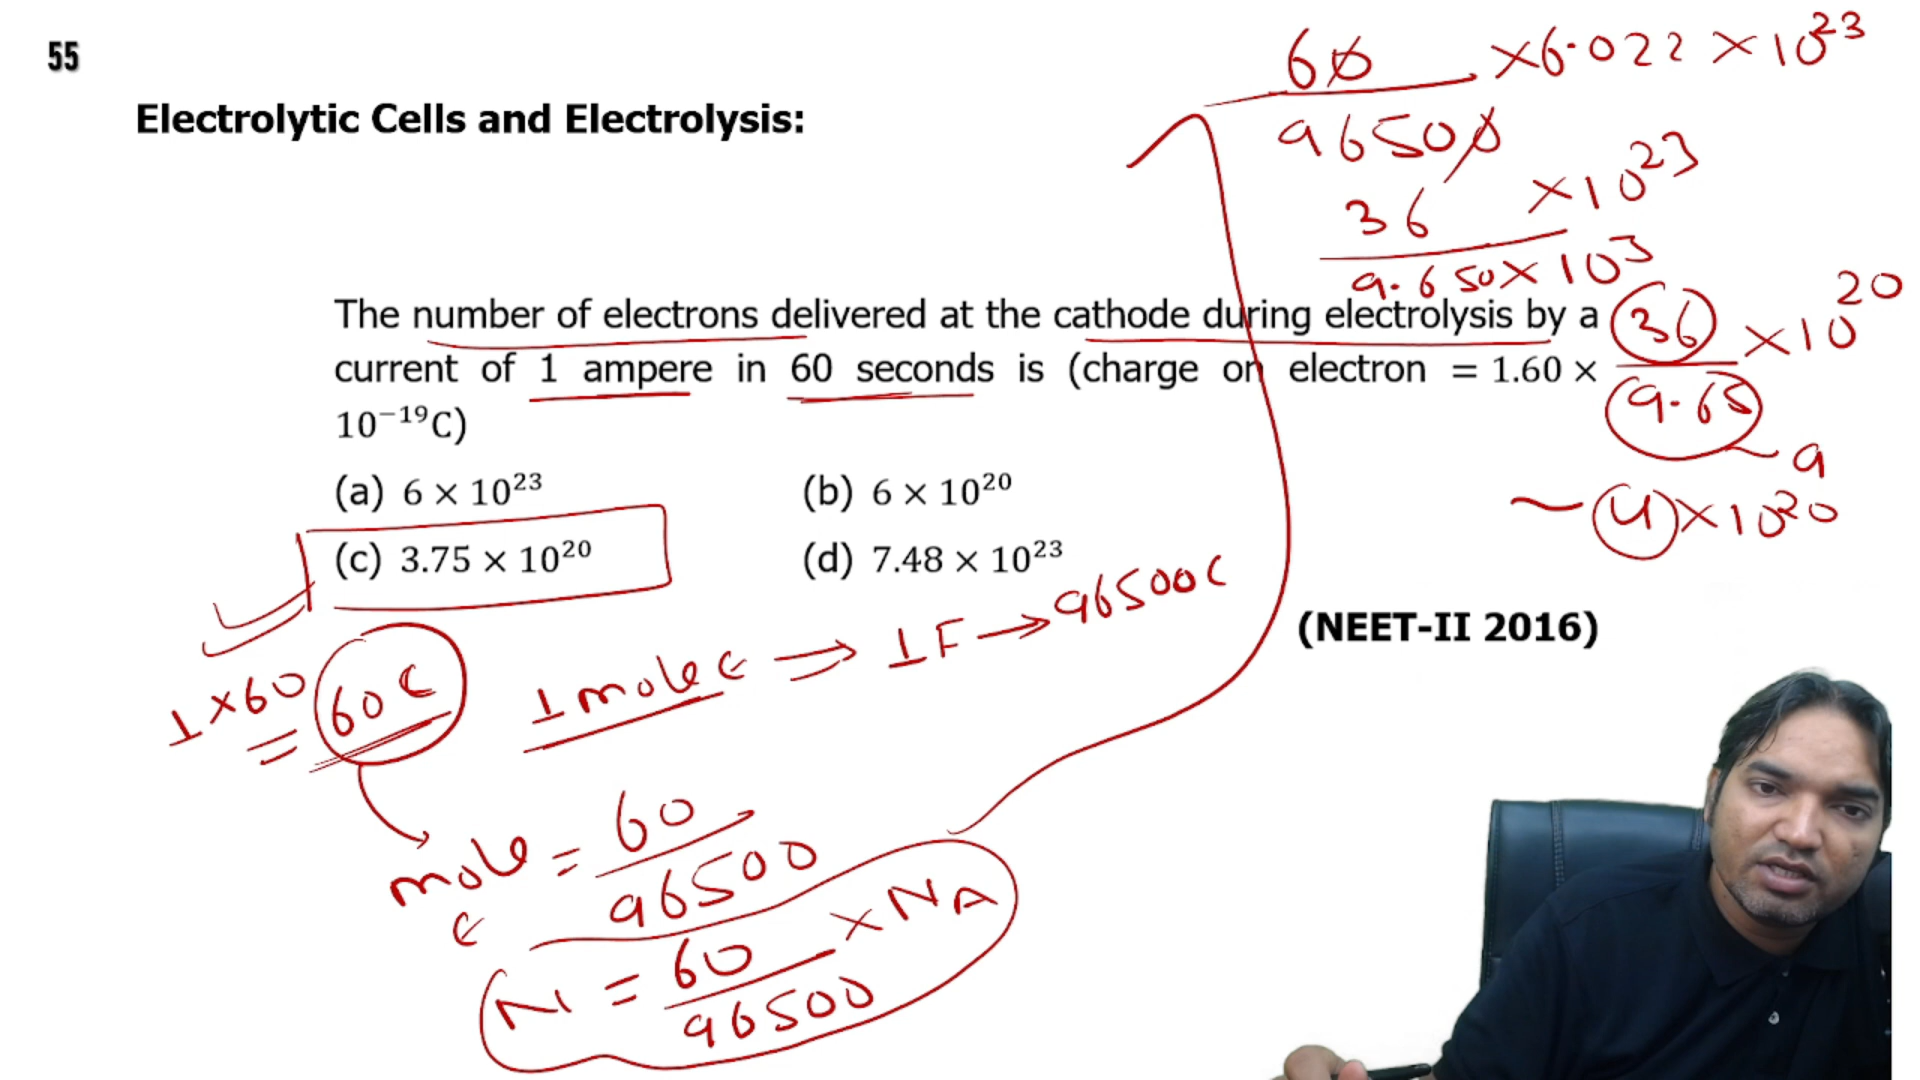 55
Electrolytic Cells and Electrolysis:
60 × 6.022 × 10²³
96500
36 × 10²³
9.650 × 10³
The number of electrons delivered at the cathode during electrolysis by a
current of 1 ampere in 60 seconds is (charge on electron = 1.60 ×
10⁻¹⁹C)
36 × 10²⁰
9.65
~ 9
~ 4 × 10²⁰
(a) 6 × 10²³ (b) 6 × 10²⁰
(c) 3.75 × 10²⁰ (d) 7.48 × 10²³
(NEET-II 2016)
1 × 60
= 60 C
1 mole e ⇒ 1F → 96500C
mole e = 60
96500
N = 60 × NA
96500